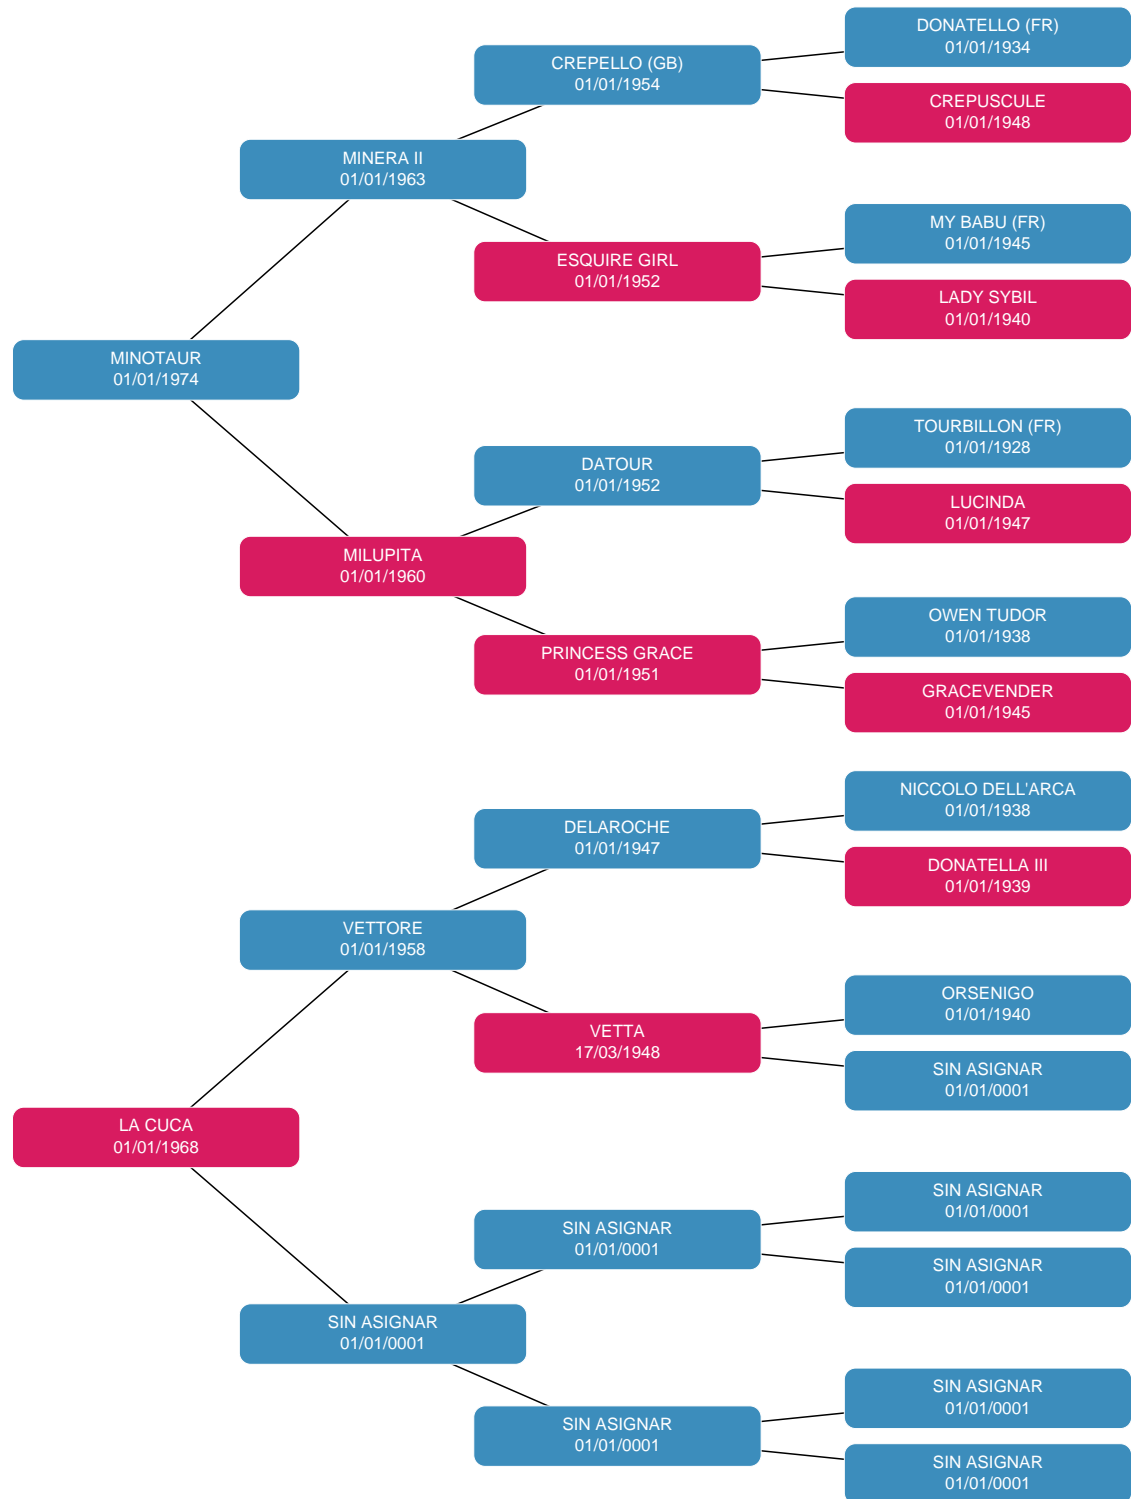 DONATELLO (FR)
01/01/1934
CREPELLO (GB)
01/01/1954
CREPUSCULE
01/01/1948
MINERA II
01/01/1963
MY BABU (FR)
01/01/1945
ESQUIRE GIRL
01/01/1952
LADY SYBIL
01/01/1940
MINOTAUR
01/01/1974
TOURBILLON (FR)
01/01/1928
DATOUR
01/01/1952
LUCINDA
01/01/1947
MILUPITA
01/01/1960
OWEN TUDOR
01/01/1938
PRINCESS GRACE
01/01/1951
GRACEVENDER
01/01/1945
NICCOLO DELL'ARCA
01/01/1938
DELAROCHE
01/01/1947
DONATELLA III
01/01/1939
VETTORE
01/01/1958
ORSENIGO
01/01/1940
VETTA
17/03/1948
SIN ASIGNAR
01/01/0001
LA CUCA
01/01/1968
SIN ASIGNAR
01/01/0001
SIN ASIGNAR
01/01/0001
SIN ASIGNAR
01/01/0001
SIN ASIGNAR
01/01/0001
SIN ASIGNAR
01/01/0001
SIN ASIGNAR
01/01/0001
SIN ASIGNAR
01/01/0001